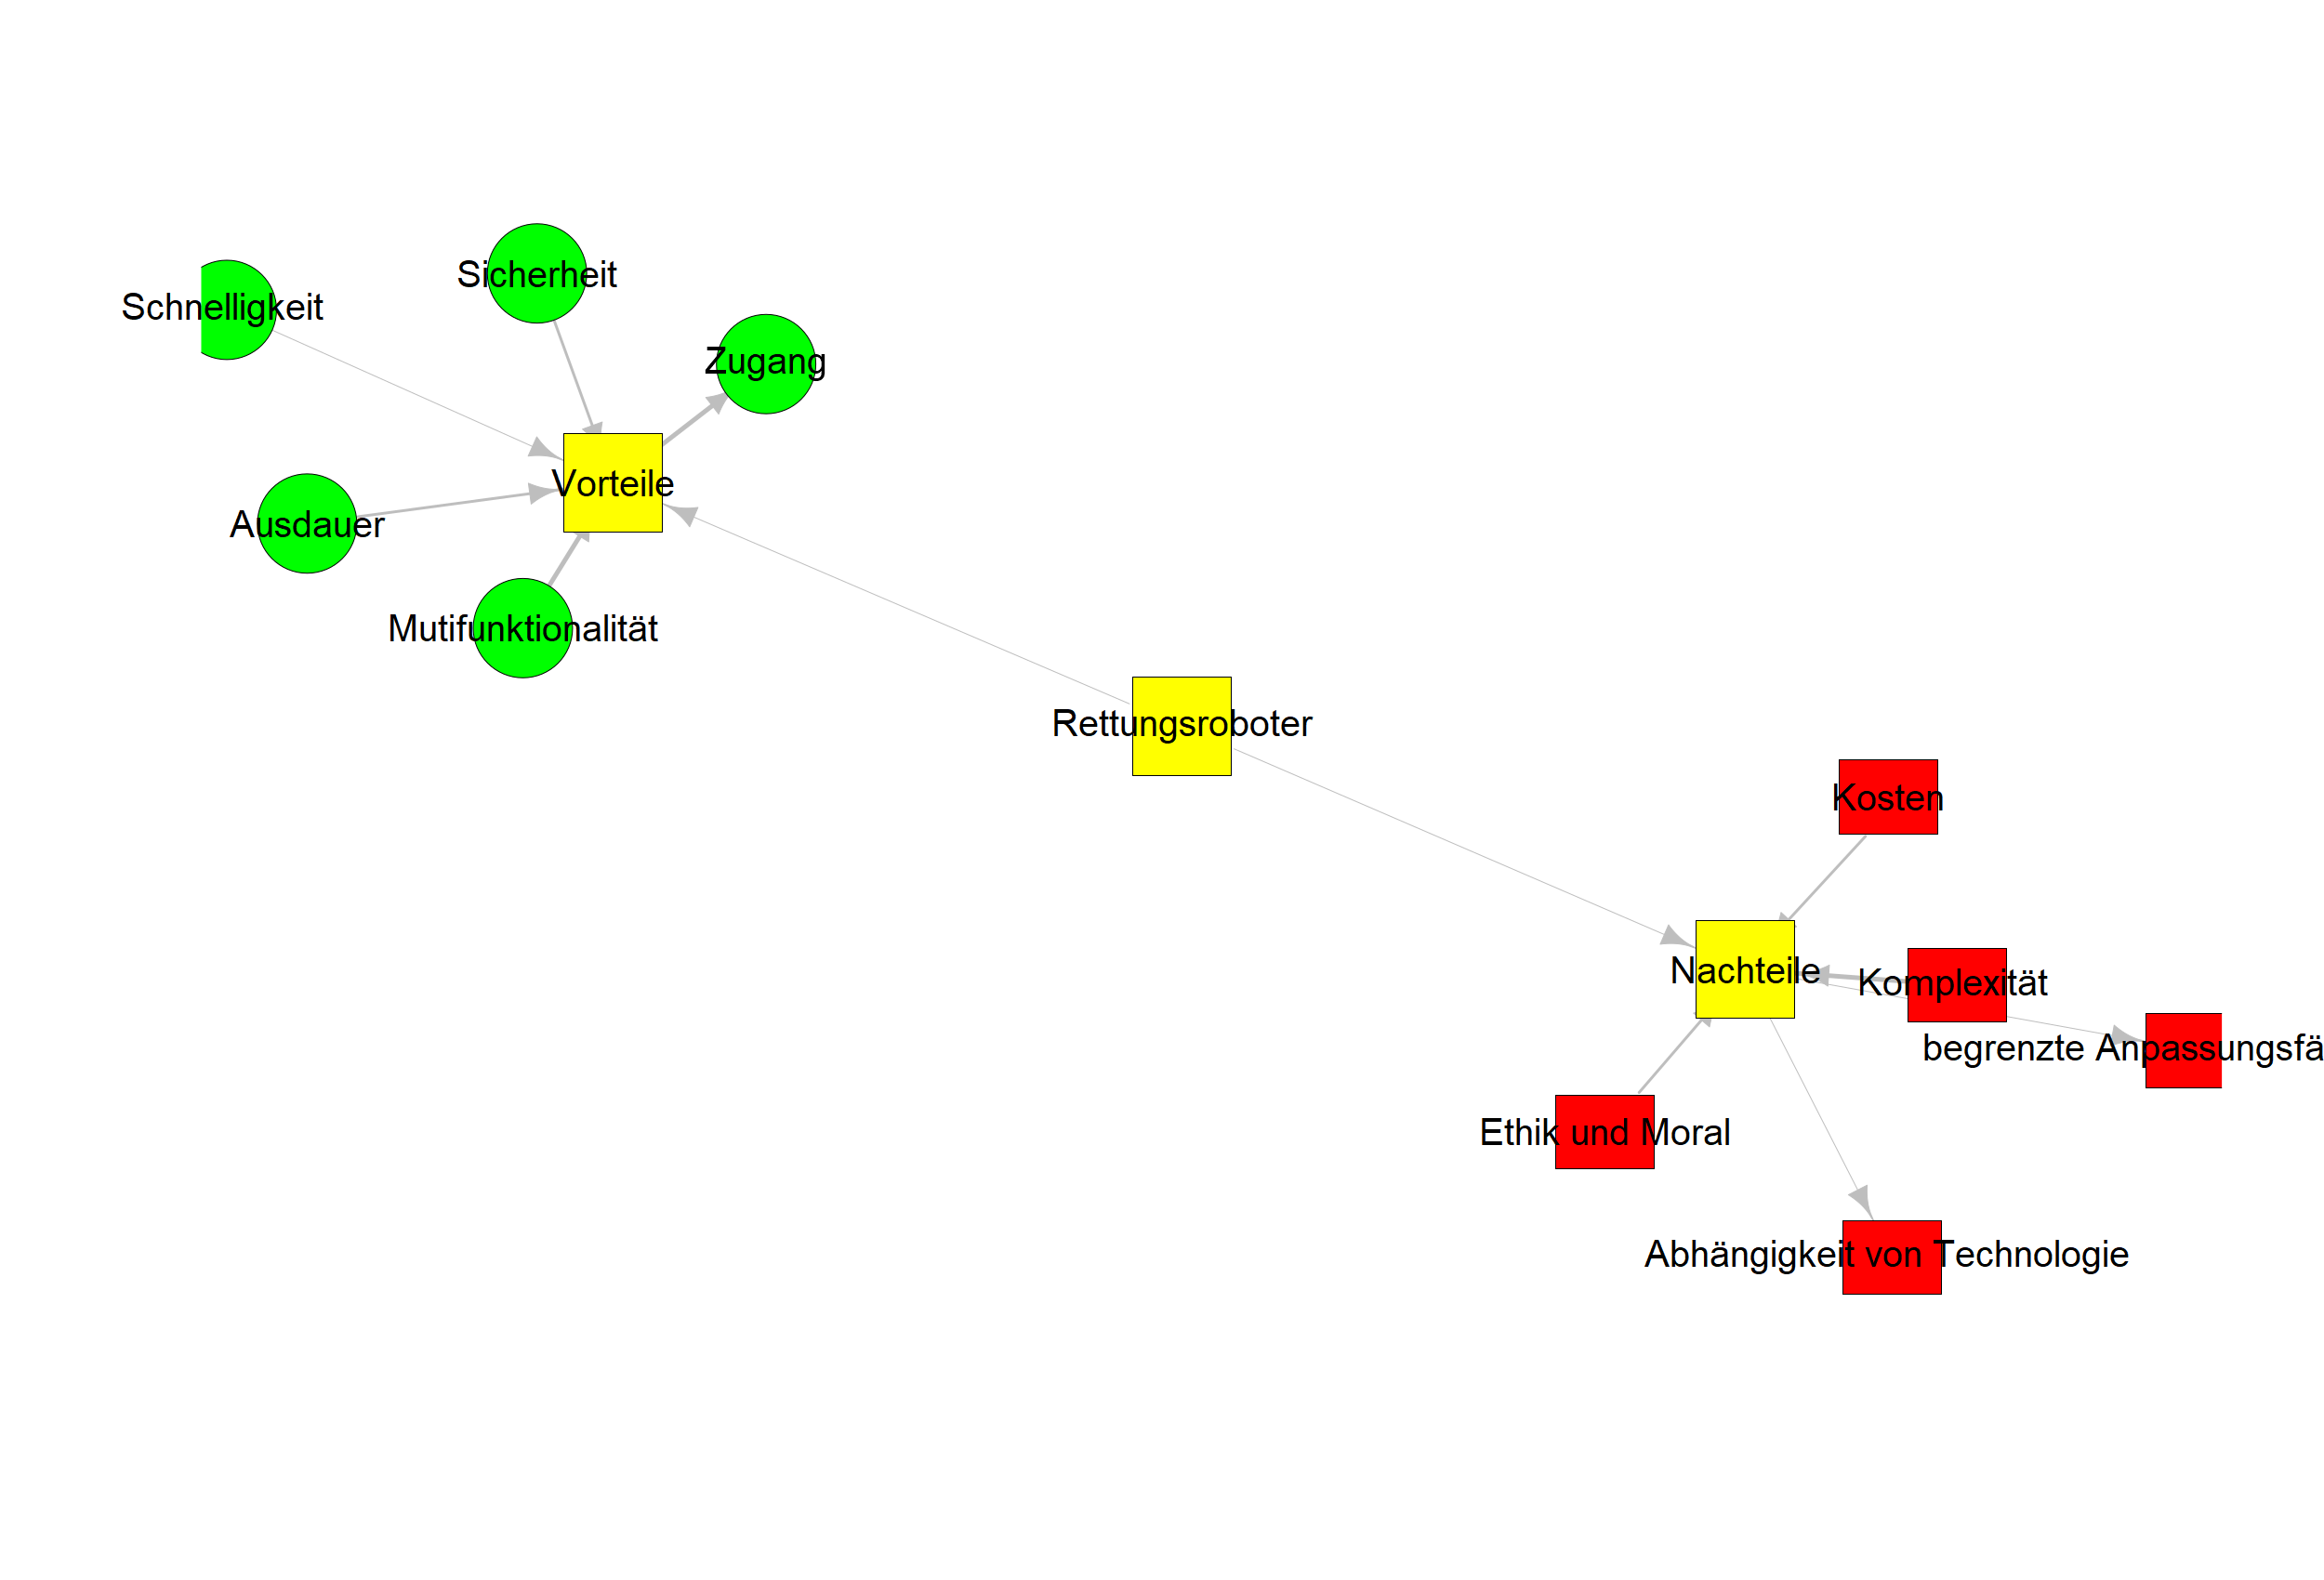 Sicherheit
Schnelligkeit
Zugang
Vorteile
Ausdauer
Mutifunktionalität
Rettungsroboter
Kosten
Nachteile
Komplexität
begrenzte Anpassungsfä
Ethik und Moral
Abhängigkeit von Technologie